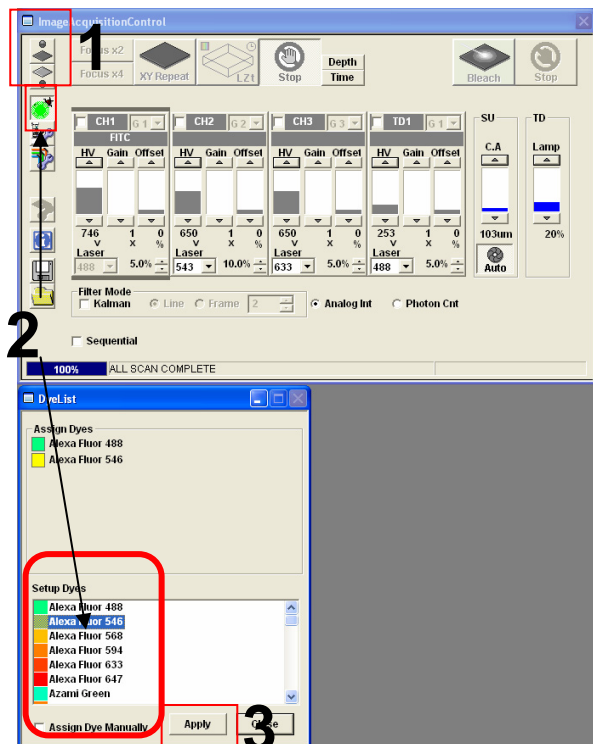 ImageAcquisitionControl
1
Focus x2
Focus x4
XY Repeat
LZt
Stop
Depth
Time
Bleach
Stop
CH1 G 1
CH2 G 2
CH3 G 3
TD1 G 1
SU
TD
FITC
HV Gain Offset
HV Gain Offset
HV Gain Offset
HV Gain Offset
C.A
Lamp
746 1 0
650 1 0
650 1 0
253 1 0
103um
20%
V X %
V X %
V X %
V X %
Laser
Laser
Laser
Laser
488 5.0%
543 10.0%
633 5.0%
488 5.0%
Auto
Filter Mode
Kalman Line Frame 2 Analog Int Photon Cnt
2
Sequential
100% ALL SCAN COMPLETE
DyeList
Assign Dyes
Alexa Fluor 488
Alexa Fluor 546
Setup Dyes
Alexa Fluor 488
Alexa Fluor 546
Alexa Fluor 568
Alexa Fluor 594
Alexa Fluor 633
Alexa Fluor 647
Azami Green
Assign Dye Manually
Apply
Close
3